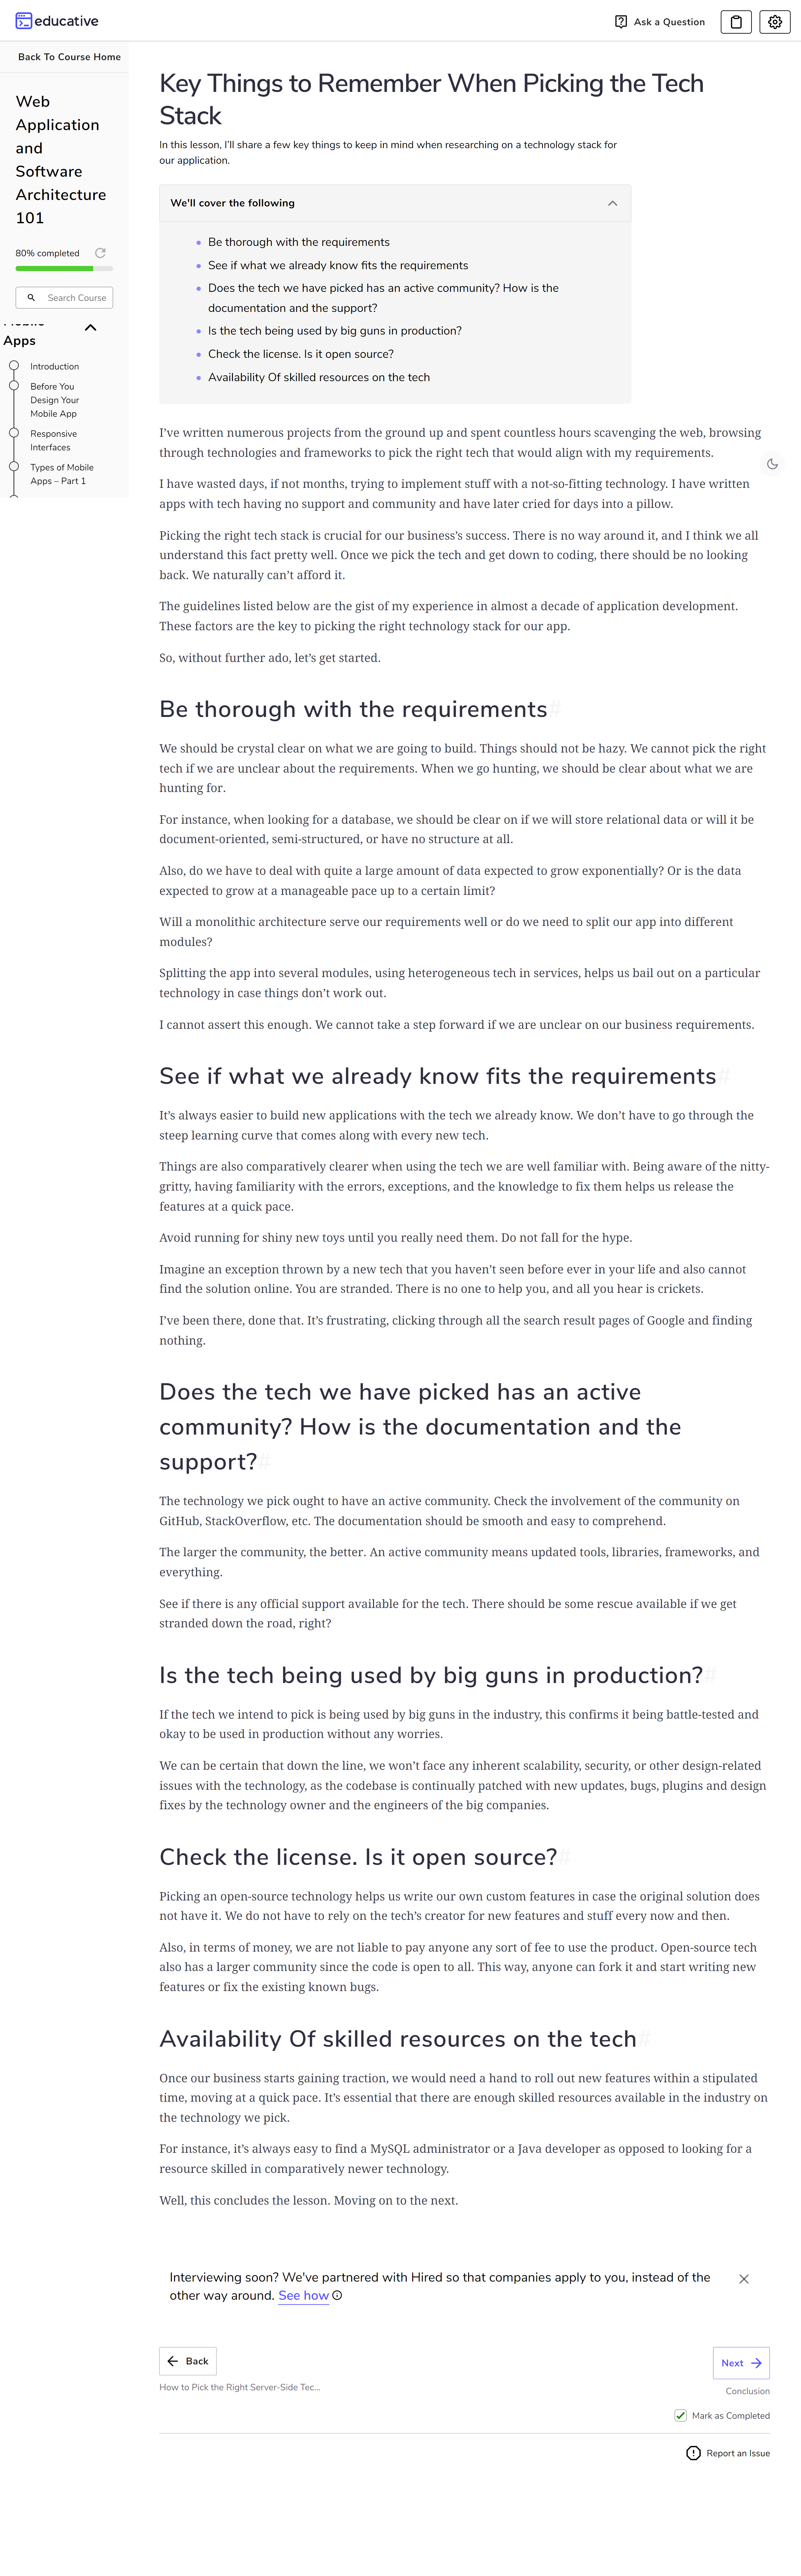 educative
Ask a Question
Back To Course Home
Web
Application
and
Software
Architecture
101
80% completed
Search Course
Apps
Introduction
Before You
Design Your
Mobile App
Responsive
Interfaces
Types of Mobile
Apps – Part 1
Key Things to Remember When Picking the Tech
Stack
In this lesson, I’ll share a few key things to keep in mind when researching on a technology stack for
our application.
We'll cover the following
Be thorough with the requirements
See if what we already know fits the requirements
Does the tech we have picked has an active community? How is the
documentation and the support?
Is the tech being used by big guns in production?
Check the license. Is it open source?
Availability Of skilled resources on the tech
I’ve written numerous projects from the ground up and spent countless hours scavenging the web, browsing
through technologies and frameworks to pick the right tech that would align with my requirements.
I have wasted days, if not months, trying to implement stuff with a not-so-fitting technology. I have written
apps with tech having no support and community and have later cried for days into a pillow.
Picking the right tech stack is crucial for our business’s success. There is no way around it, and I think we all
understand this fact pretty well. Once we pick the tech and get down to coding, there should be no looking
back. We naturally can’t afford it.
The guidelines listed below are the gist of my experience in almost a decade of application development.
These factors are the key to picking the right technology stack for our app.
So, without further ado, let’s get started.
Be thorough with the requirements#
We should be crystal clear on what we are going to build. Things should not be hazy. We cannot pick the right
tech if we are unclear about the requirements. When we go hunting, we should be clear about what we are
hunting for.
For instance, when looking for a database, we should be clear on if we will store relational data or will it be
document-oriented, semi-structured, or have no structure at all.
Also, do we have to deal with quite a large amount of data expected to grow exponentially? Or is the data
expected to grow at a manageable pace up to a certain limit?
Will a monolithic architecture serve our requirements well or do we need to split our app into different
modules?
Splitting the app into several modules, using heterogeneous tech in services, helps us bail out on a particular
technology in case things don’t work out.
I cannot assert this enough. We cannot take a step forward if we are unclear on our business requirements.
See if what we already know fits the requirements#
It’s always easier to build new applications with the tech we already know. We don’t have to go through the
steep learning curve that comes along with every new tech.
Things are also comparatively clearer when using the tech we are well familiar with. Being aware of the nitty-
gritty, having familiarity with the errors, exceptions, and the knowledge to fix them helps us release the
features at a quick pace.
Avoid running for shiny new toys until you really need them. Do not fall for the hype.
Imagine an exception thrown by a new tech that you haven’t seen before ever in your life and also cannot
find the solution online. You are stranded. There is no one to help you, and all you hear is crickets.
I’ve been there, done that. It’s frustrating, clicking through all the search result pages of Google and finding
nothing.
Does the tech we have picked has an active
community? How is the documentation and the
support?#
The technology we pick ought to have an active community. Check the involvement of the community on
GitHub, StackOverflow, etc. The documentation should be smooth and easy to comprehend.
The larger the community, the better. An active community means updated tools, libraries, frameworks, and
everything.
See if there is any official support available for the tech. There should be some rescue available if we get
stranded down the road, right?
Is the tech being used by big guns in production?#
If the tech we intend to pick is being used by big guns in the industry, this confirms it being battle-tested and
okay to be used in production without any worries.
We can be certain that down the line, we won’t face any inherent scalability, security, or other design-related
issues with the technology, as the codebase is continually patched with new updates, bugs, plugins and design
fixes by the technology owner and the engineers of the big companies.
Check the license. Is it open source?#
Picking an open-source technology helps us write our own custom features in case the original solution does
not have it. We do not have to rely on the tech’s creator for new features and stuff every now and then.
Also, in terms of money, we are not liable to pay anyone any sort of fee to use the product. Open-source tech
also has a larger community since the code is open to all. This way, anyone can fork it and start writing new
features or fix the existing known bugs.
Availability Of skilled resources on the tech#
Once our business starts gaining traction, we would need a hand to roll out new features within a stipulated
time, moving at a quick pace. It’s essential that there are enough skilled resources available in the industry on
the technology we pick.
For instance, it’s always easy to find a MySQL administrator or a Java developer as opposed to looking for a
resource skilled in comparatively newer technology.
Well, this concludes the lesson. Moving on to the next.
Interviewing soon? We've partnered with Hired so that companies apply to you, instead of the
other way around. See how
Back
Next
How to Pick the Right Server-Side Tec...
Conclusion
Mark as Completed
Report an Issue